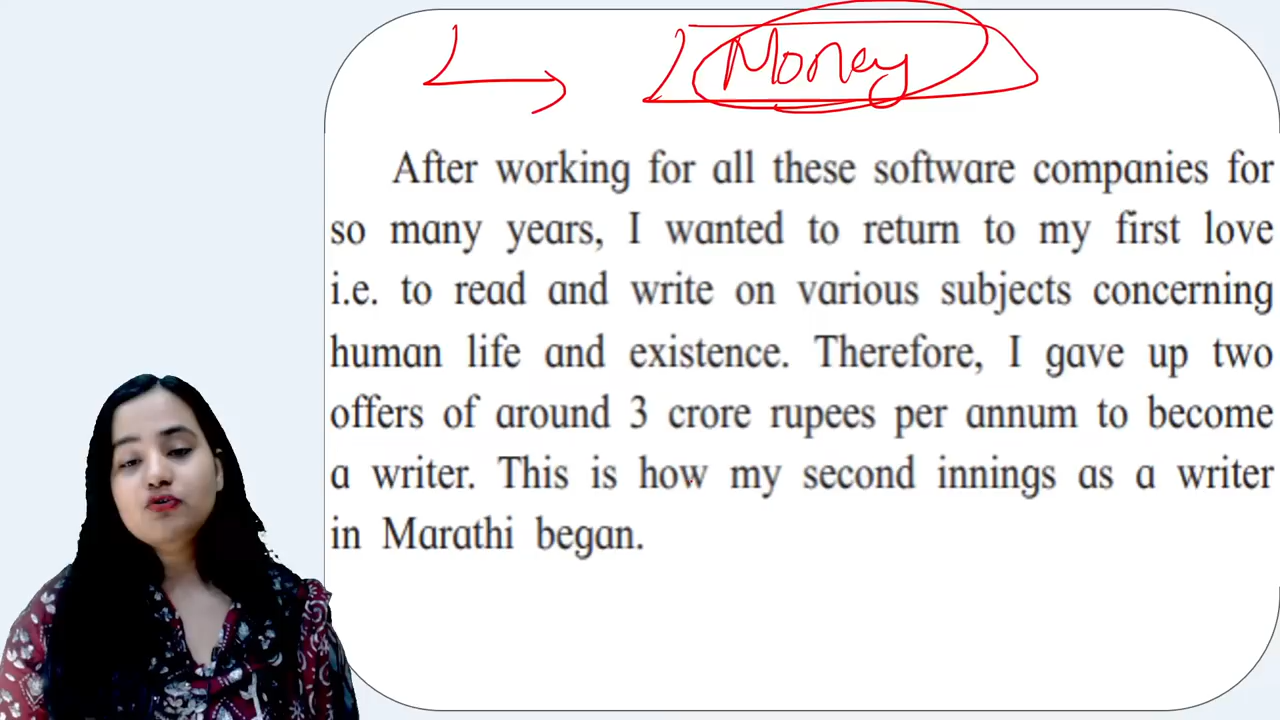 Money
After working for all these software companies for
so many years, I wanted to return to my first love
i.e. to read and write on various subjects concerning
human life and existence. Therefore, I gave up two
offers of around 3 crore rupees per annum to become
a writer. This is how my second innings as a writer
in Marathi began.